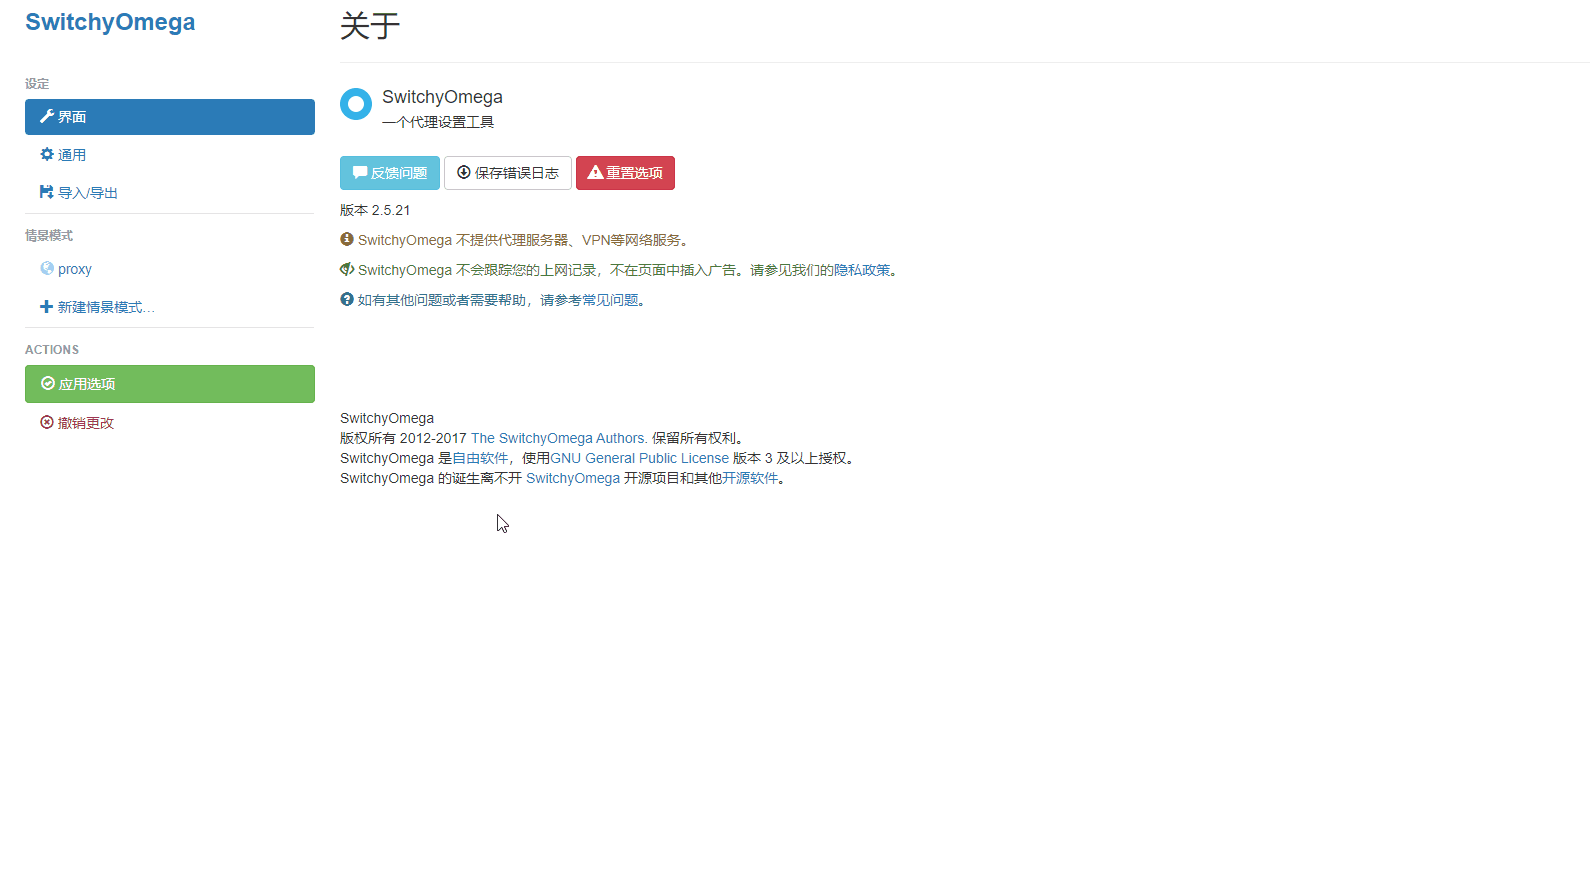 SwitchyOmega
设定
界面
通用
导入/导出
情景模式
proxy
新建情景模式...
ACTIONS
应用选项
撤销更改
关于
SwitchyOmega
一个代理设置工具
反馈问题 保存错误日志 重置选项
版本 2.5.21
SwitchyOmega 不提供代理服务器、VPN等网络服务。
SwitchyOmega 不会跟踪您的上网记录，不在页面中插入广告。请参见我们的隐私政策。
如有其他问题或者需要帮助，请参考常见问题。
SwitchyOmega
版权所有 2012-2017 The SwitchyOmega Authors. 保留所有权利。
SwitchyOmega 是自由软件，使用GNU General Public License 版本 3 及以上授权。
SwitchyOmega 的诞生离不开 SwitchyOmega 开源项目和其他开源软件。